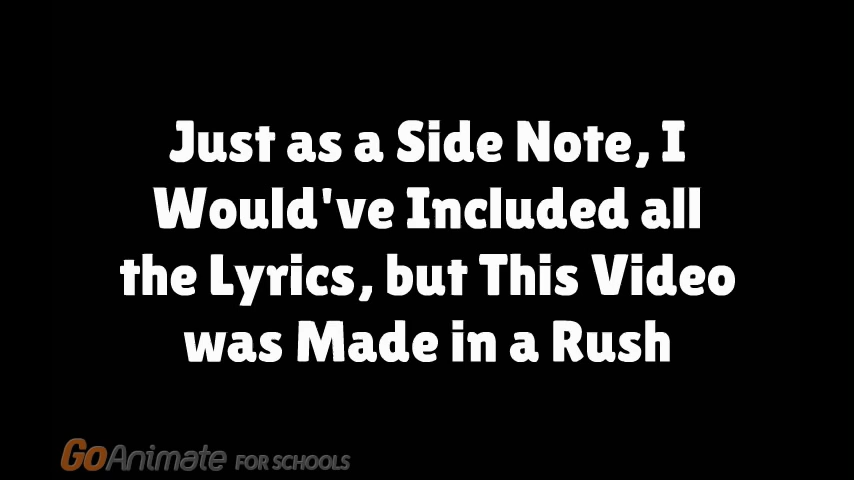 Just as a Side Note, I
Would've Included all
the Lyrics, but This Video
was Made in a Rush
GoAnimate FOR SCHOOLS